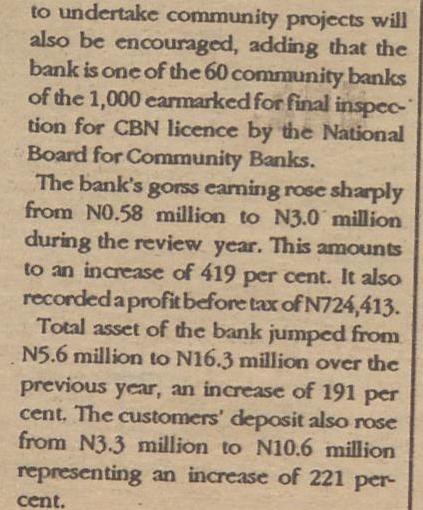 to undertake community projects will
also be encouraged, adding that the
bank is one of the 60 community banks
of the 1,000 earmarked for final inspec-
tion for CBN licence by the National
Board for Community Banks.
The bank's gorss earning rose sharply
from N0.58 million to N3.0 million
during the review year. This amounts
to an increase of 419 per cent. It also
recorded a profit before tax of N724,413.
Total asset of the bank jumped from
N5.6 million to N16.3 million over the
previous year, an increase of 191 per
cent. The customers' deposit also rose
from N3.3 million to N10.6 million
representing an increase of 221 per-
cent.